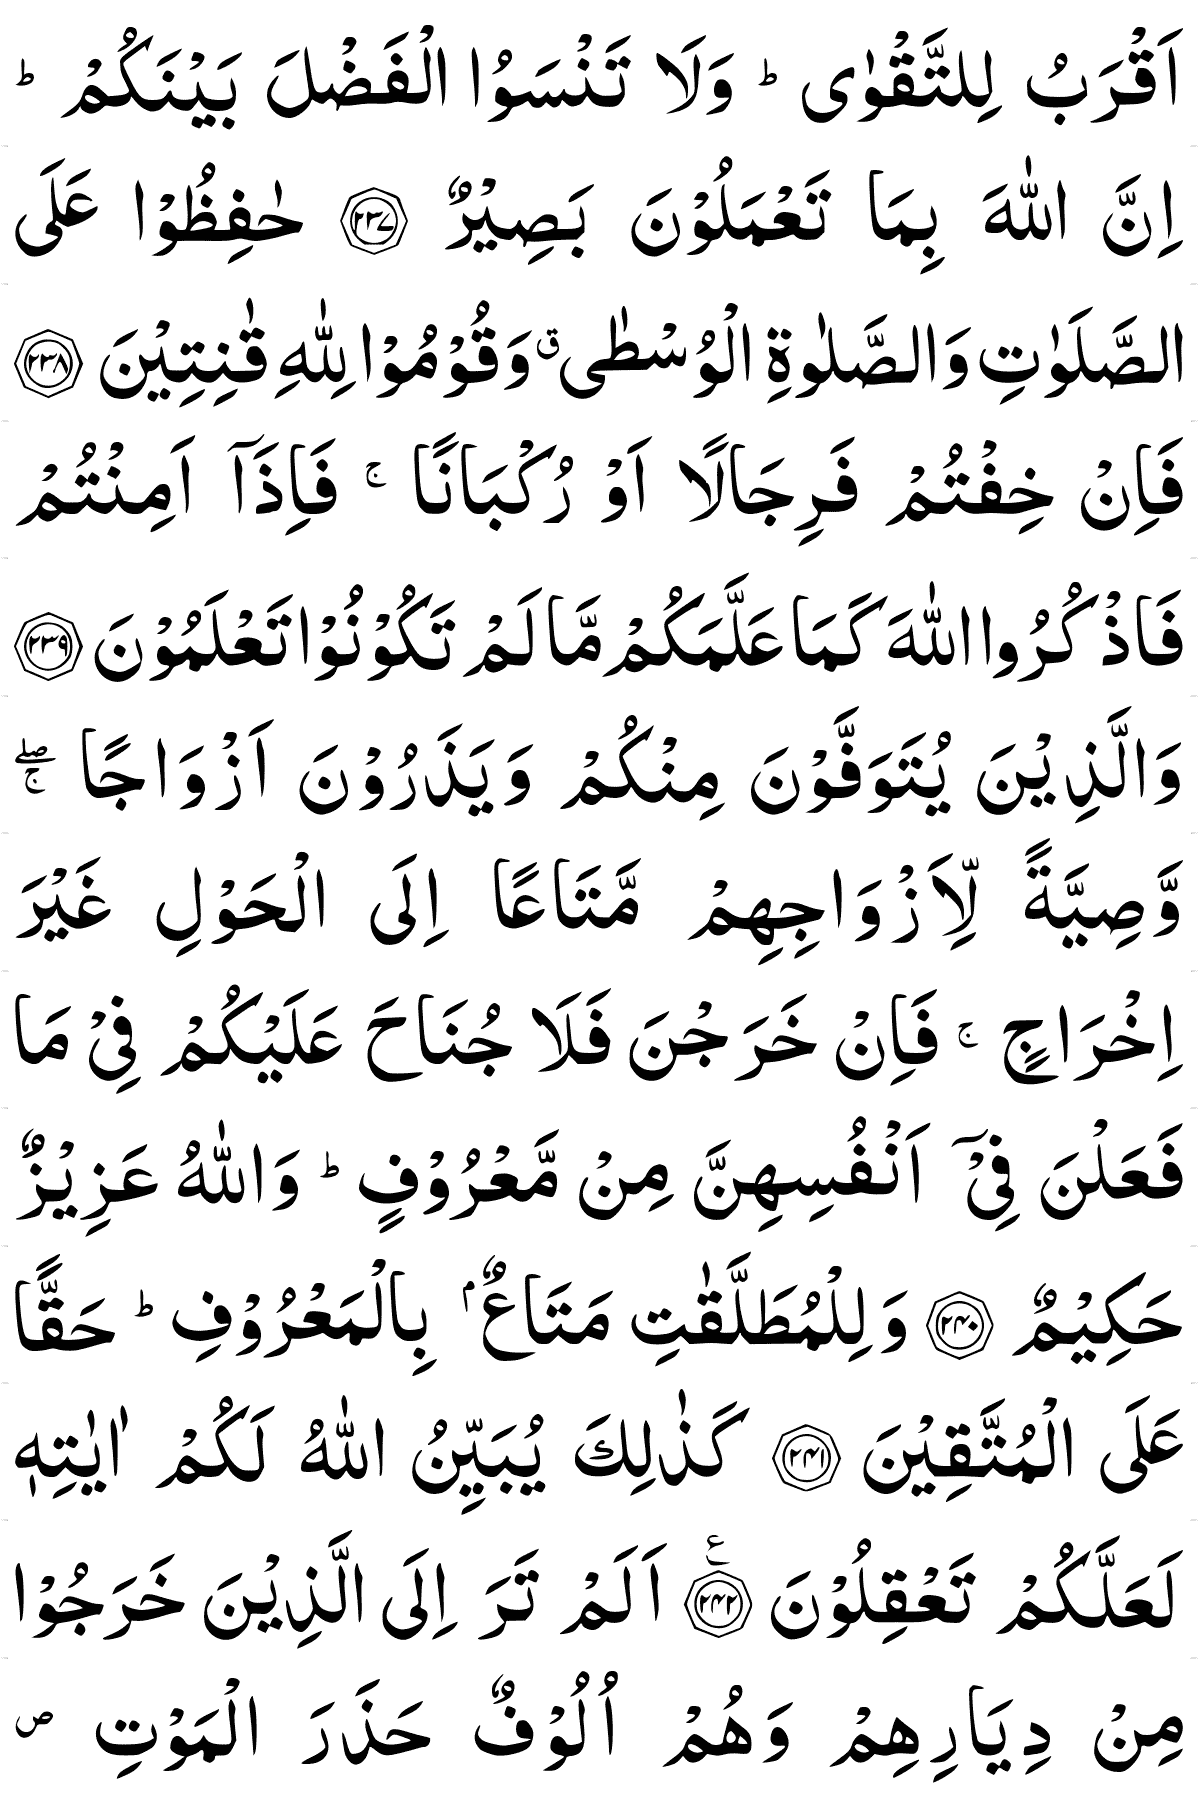 اَقْرَبُ لِلتَّقْوٰى ؕ وَلَا تَنْسَوُا الْفَضْلَ بَيْنَكُمْ ؕ
اِنَّ اللّٰهَ بِمَا تَعْمَلُوْنَ بَصِيْرٌ ﴿۲۳۷﴾ حٰفِظُوْا عَلَى
الصَّلَوٰتِ وَالصَّلٰوةِ الْوُسْطٰى ۗ وَقُوْمُوْا لِلّٰهِ قٰنِتِيْنَ ﴿۲۳۸﴾
فَاِنْ خِفْتُمْ فَرِجَالًا اَوْ رُكْبَانًا ۚ فَاِذَآ اَمِنْتُمْ
فَاذْكُرُوا اللّٰهَ كَمَا عَلَّمَكُمْ مَّا لَمْ تَكُوْنُوْا تَعْلَمُوْنَ ﴿۲۳۹﴾
وَالَّذِيْنَ يُتَوَفَّوْنَ مِنْكُمْ وَيَذَرُوْنَ اَزْوَاجًا ۖۚ
وَّصِيَّةً لِّاَزْوَاجِهِمْ مَّتَاعًا اِلَى الْحَوْلِ غَيْرَ
اِخْرَاجٍ ۚ فَاِنْ خَرَجْنَ فَلَا جُنَاحَ عَلَيْكُمْ فِيْ مَا
فَعَلْنَ فِيْٓ اَنْفُسِهِنَّ مِنْ مَّعْرُوْفٍ ؕ وَاللّٰهُ عَزِيْزٌ
حَكِيْمٌ ﴿۲۴۰﴾ وَلِلْمُطَلَّقٰتِ مَتَاعٌ ۢ بِالْمَعْرُوْفِ ؕ حَقًّا
عَلَى الْمُتَّقِيْنَ ﴿۲۴۱﴾ كَذٰلِكَ يُبَيِّنُ اللّٰهُ لَكُمْ اٰيٰتِهٖ
لَعَلَّكُمْ تَعْقِلُوْنَ ﴿۲۴۲﴾ ع اَلَمْ تَرَ اِلَى الَّذِيْنَ خَرَجُوْا
مِنْ دِيَارِهِمْ وَهُمْ اُلُوْفٌ حَذَرَ الْمَوْتِ ص